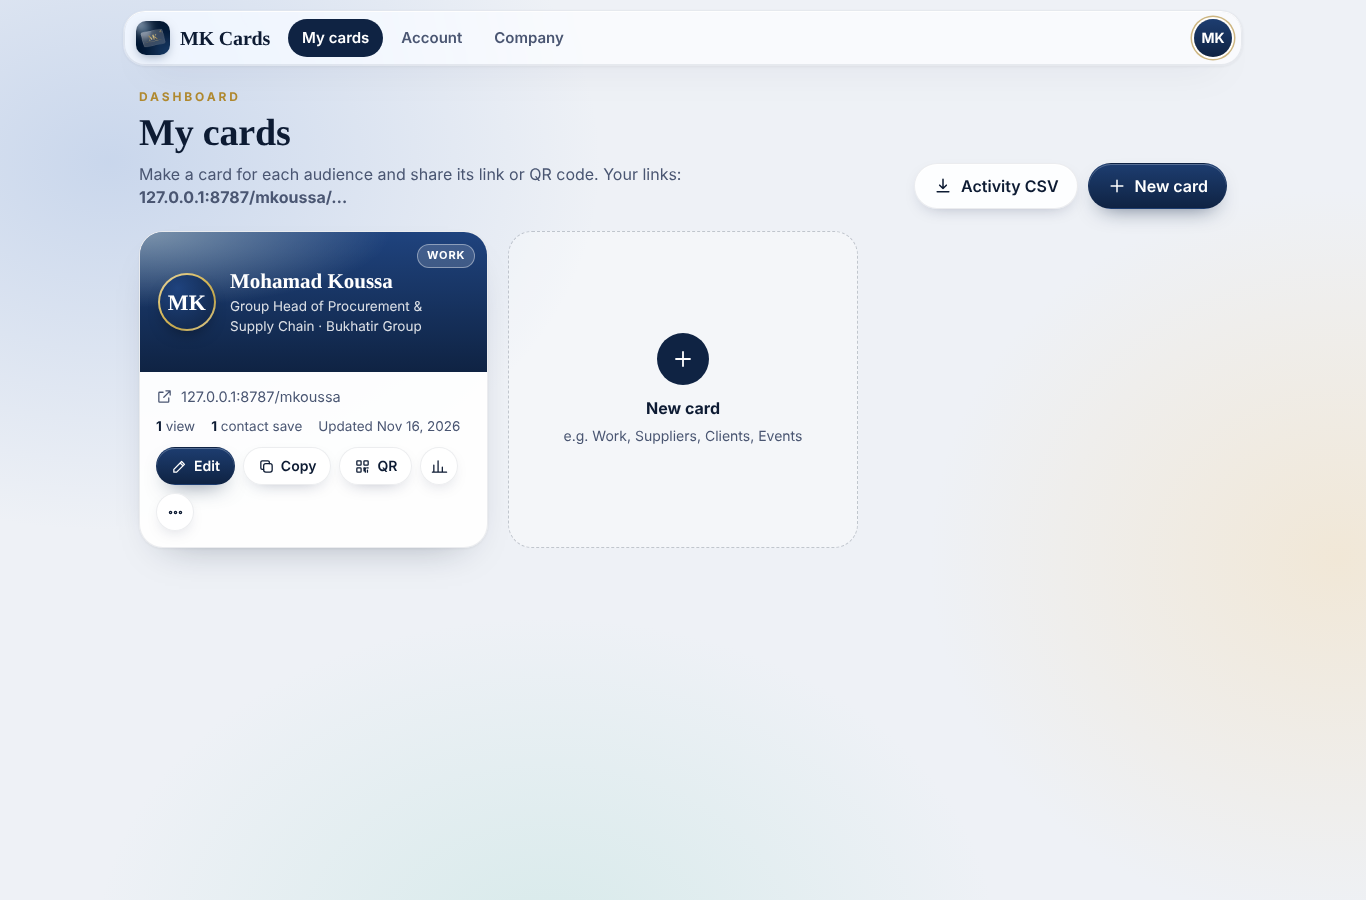 MK Cards
My cards
Account
Company
MK
DASHBOARD
My cards
Make a card for each audience and share its link or QR code. Your links:
127.0.0.1:8787/mkoussa/…
Activity CSV
New card
WORK
MK
Mohamad Koussa
Group Head of Procurement &
Supply Chain · Bukhatir Group
127.0.0.1:8787/mkoussa
1 view 1 contact save Updated Nov 16, 2026
Edit
Copy
QR
New card
e.g. Work, Suppliers, Clients, Events